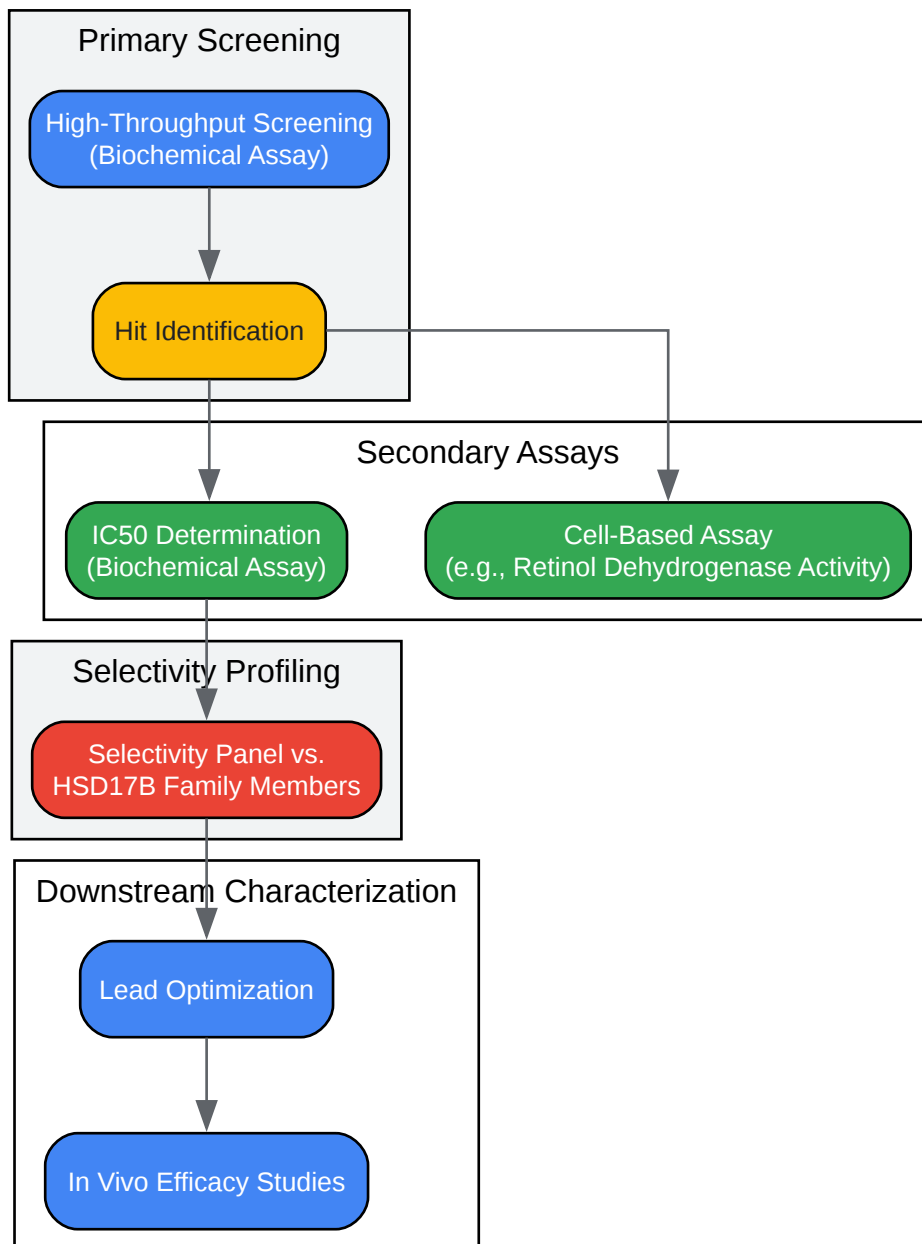 Primary Screening
High-Throughput Screening
(Biochemical Assay)
Hit Identification
Secondary Assays
IC50 Determination
(Biochemical Assay)
Cell-Based Assay
(e.g., Retinol Dehydrogenase Activity)
Selectivity Profiling
Selectivity Panel vs.
HSD17B Family Members
Downstream Characterization
Lead Optimization
In Vivo Efficacy Studies